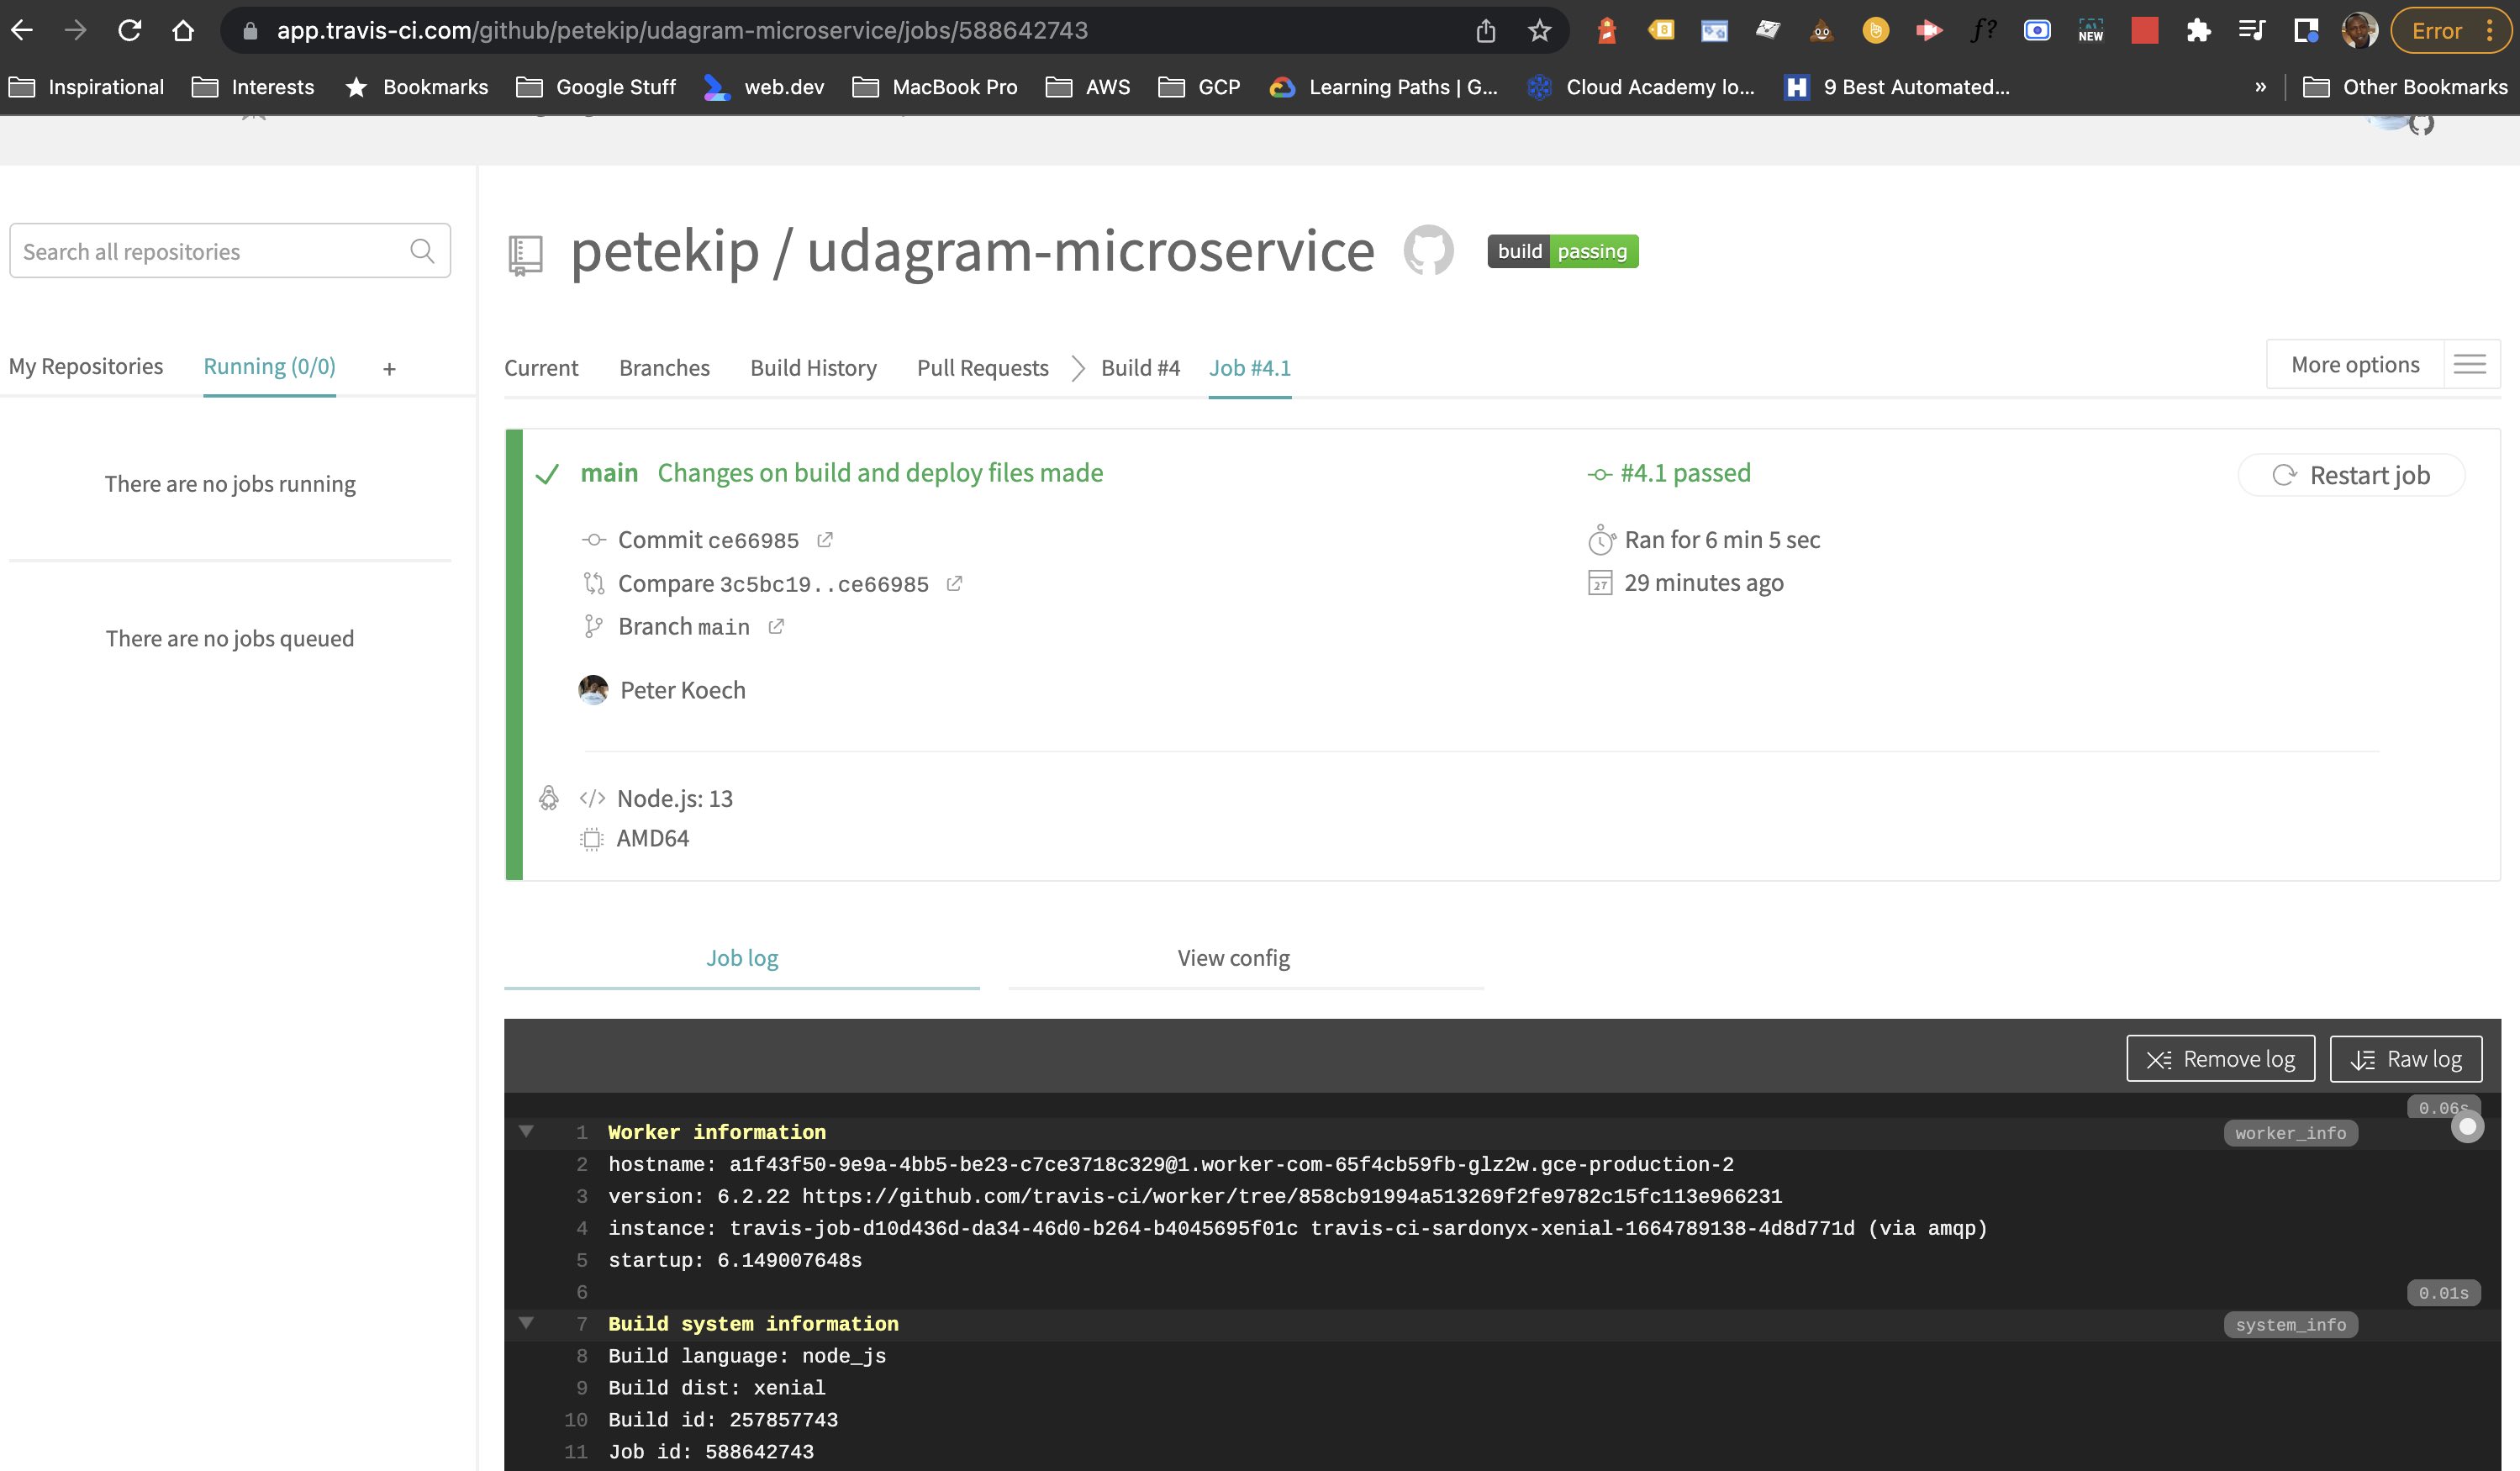 app.travis-ci.com/github/petekip/udagram-microservice/jobs/588642743
8
f?
NEW
Error
Inspirational Interests Bookmarks Google Stuff web.dev MacBook Pro AWS GCP Learning Paths | G... Cloud Academy lo... H 9 Best Automated... » Other Bookmarks
Search all repositories
petekip / udagram-microservice build passing
My Repositories Running (0/0) +
Current Branches Build History Pull Requests Build #4 Job #4.1 More options
There are no jobs running
There are no jobs queued
main Changes on build and deploy files made
#4.1 passed
Restart job
Commit ce66985
Ran for 6 min 5 sec
Compare 3c5bc19..ce66985
27 29 minutes ago
Branch main
Peter Koech
</> Node.js: 13
AMD64
Job log View config
Remove log Raw log
0.06s
1 Worker information worker_info
2 hostname: a1f43f50-9e9a-4bb5-be23-c7ce3718c329@1.worker-com-65f4cb59fb-glz2w.gce-production-2
3 version: 6.2.22 https://github.com/travis-ci/worker/tree/858cb91994a513269f2fe9782c15fc113e966231
4 instance: travis-job-d10d436d-da34-46d0-b264-b4045695f01c travis-ci-sardonyx-xenial-1664789138-4d8d771d (via amqp)
5 startup: 6.149007648s
6 0.01s
7 Build system information system_info
8 Build language: node_js
9 Build dist: xenial
10 Build id: 257857743
11 Job id: 588642743